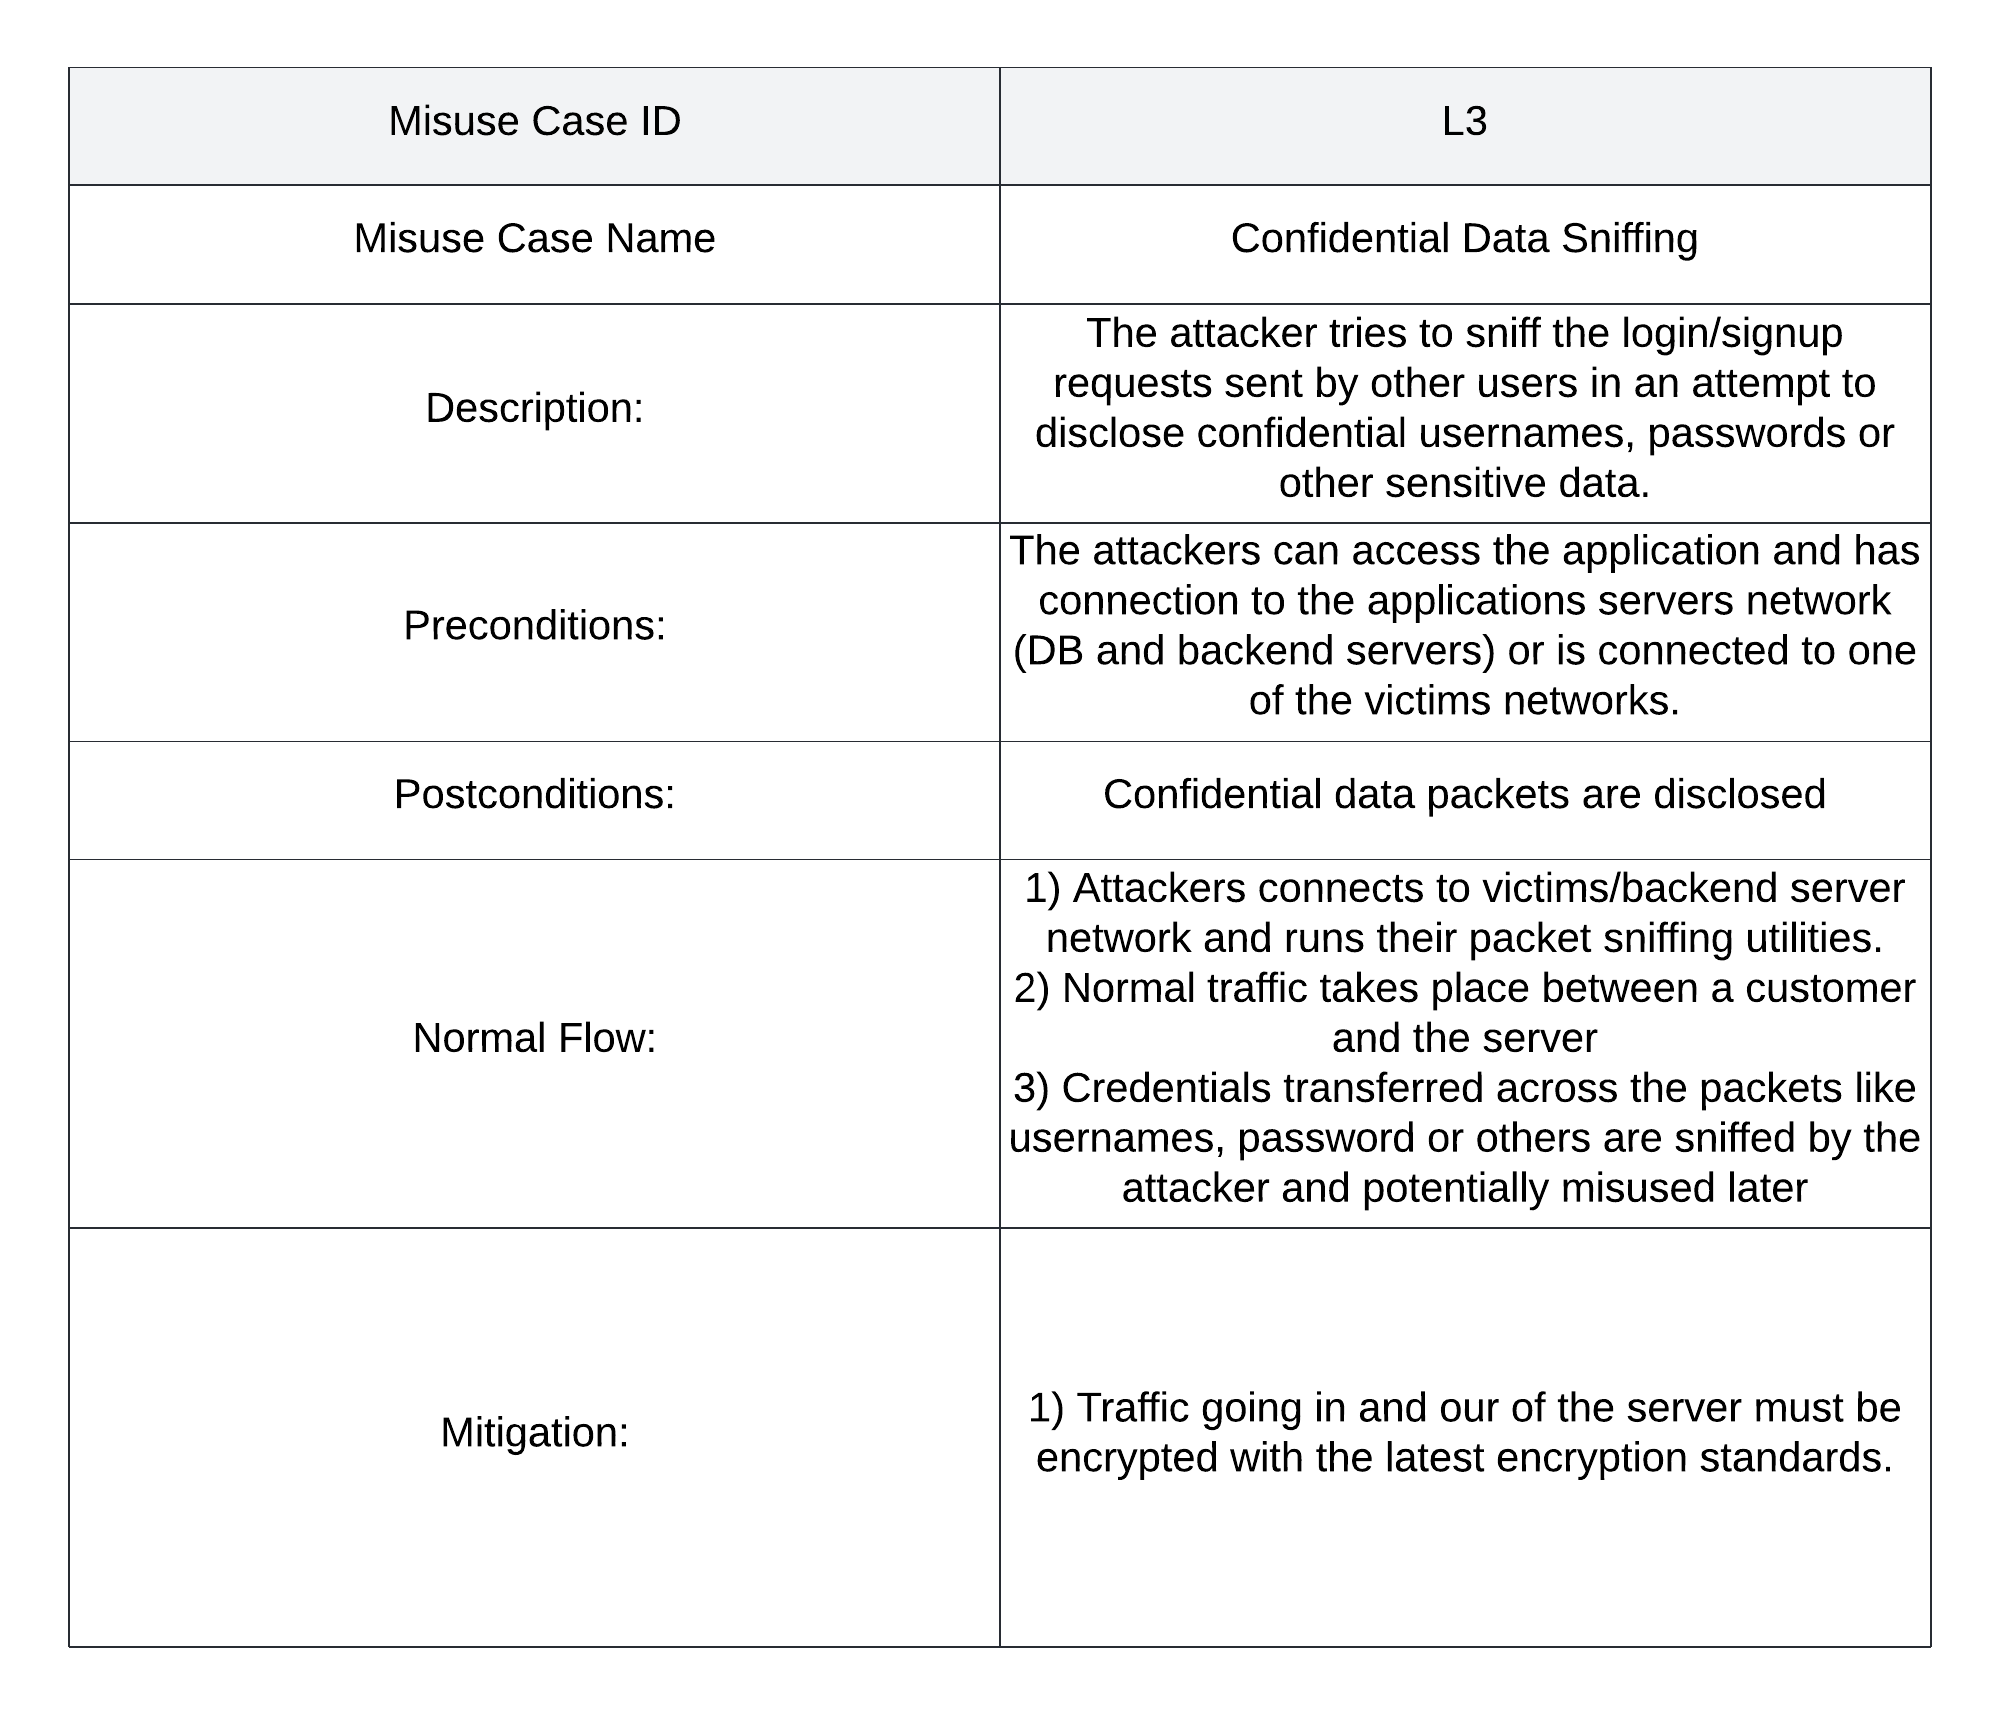 Misuse Case ID
L3
Misuse Case Name
Confidential Data Sniffing
Description:
The attacker tries to sniff the login/signup
requests sent by other users in an attempt to
disclose confidential usernames, passwords or
other sensitive data.
Preconditions:
The attackers can access the application and has
connection to the applications servers network
(DB and backend servers) or is connected to one
of the victims networks.
Postconditions:
Confidential data packets are disclosed
Normal Flow:
1) Attackers connects to victims/backend server
network and runs their packet sniffing utilities.
2) Normal traffic takes place between a customer
and the server
3) Credentials transferred across the packets like
usernames, password or others are sniffed by the
attacker and potentially misused later
Mitigation:
1) Traffic going in and our of the server must be
encrypted with the latest encryption standards.